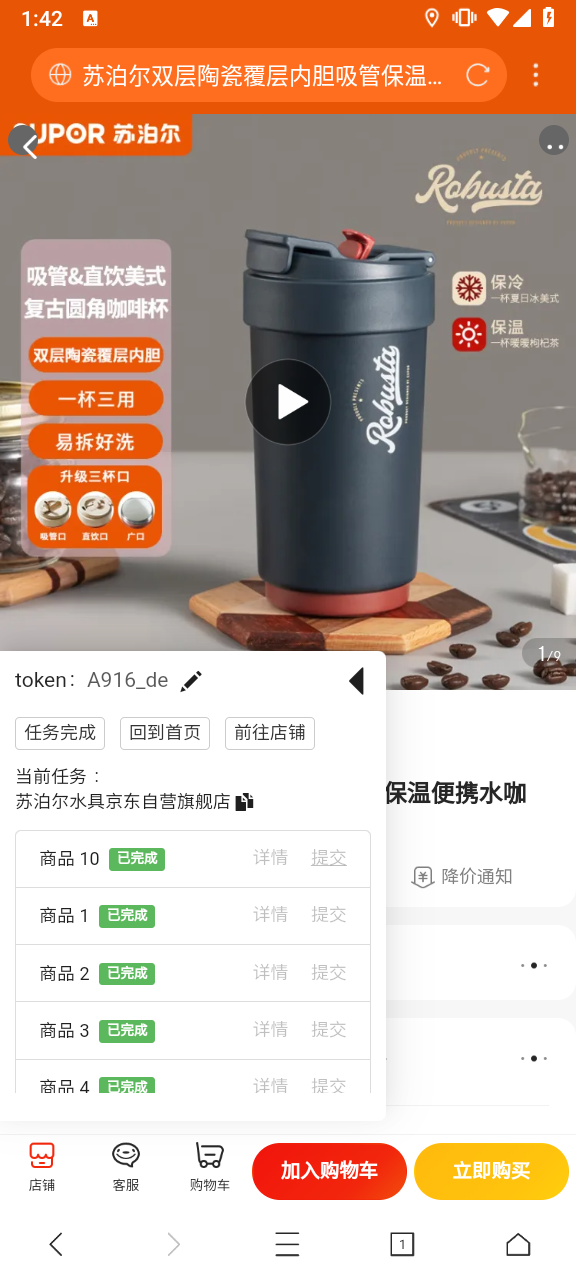 1:42
A
苏泊尔双层陶瓷覆层内胆吸管保温...
SUPOR 苏泊尔
Robusta
吸管&直饮美式
复古圆角咖啡杯
双层陶瓷覆层内胆
一杯三用
易拆好洗
升级三杯口
吸管口 直饮口 广口
保冷
一杯夏日冰美式
保温
一杯暖暖枸杞茶
Robusta
1/9
token: A916_de
任务完成 回到首页 前往店铺
当前任务：
苏泊尔水具京东自营旗舰店
保温便携水咖
降价通知
商品 10 已完成 详情 提交
商品 1 已完成 详情 提交
商品 2 已完成 详情 提交
商品 3 已完成 详情 提交
商品 4 已完成 详情 提交
店铺 客服 购物车 加入购物车 立即购买
1